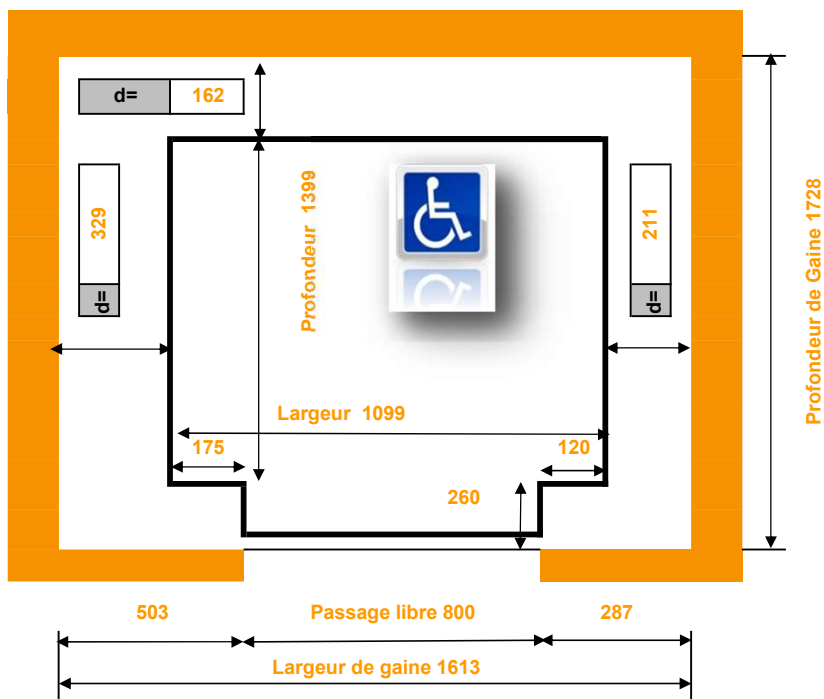 d= 162
Profondeur 1399
329
d=
211
d=
Profondeur de Gaine 1728
Largeur 1099
175
120
260
503
Passage libre 800
287
Largeur de gaine 1613